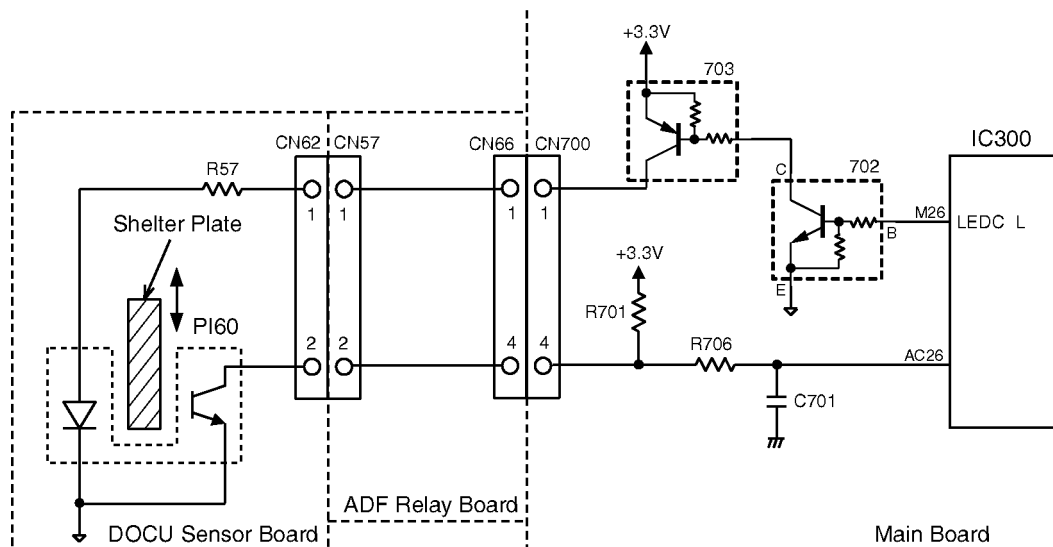 +3.3V
703
IC300
CN62
CN57
CN66
CN700
R57
C
702
1
1
1
1
M26
LEDC L
B
Shelter Plate
+3.3V
E
R701
PI60
2
2
4
4
R706
AC26
C701
ADF Relay Board
DOCU Sensor Board
Main Board